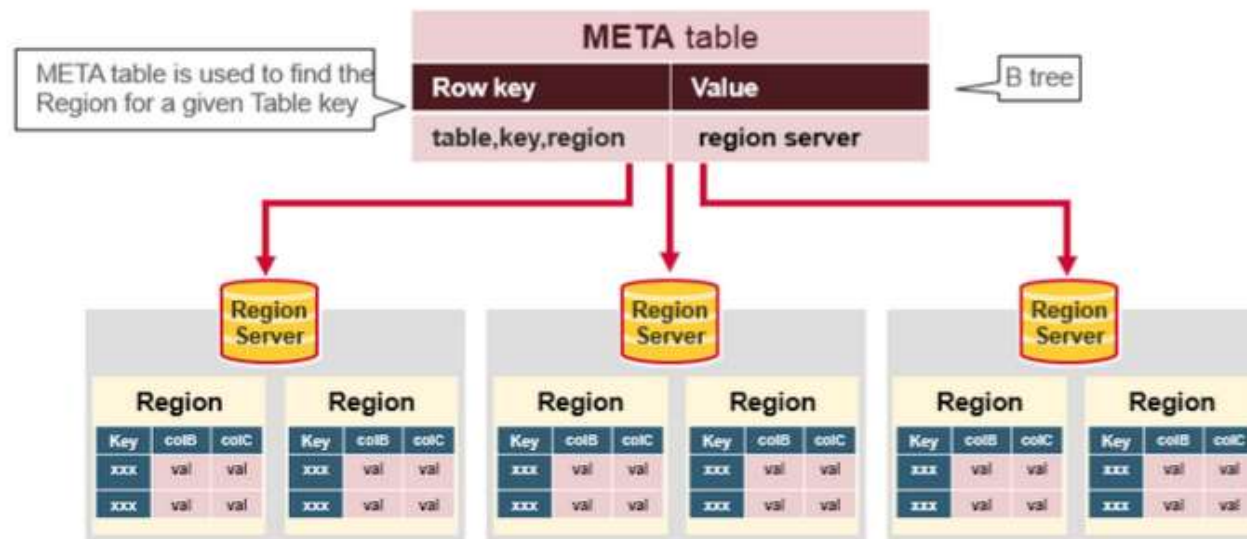 META table
META table is used to find the
Region for a given Table key
B tree
Row key Value
table,key,region region server
Region
Server
Region
Server
Region
Server
Region Region Region Region Region Region
Key colB colC Key colB colC Key colB colC Key colB colC Key colB colC Key colB colC
xxx val val xxx val val xxx val val xxx val val xxx val val xxx val val
xxx val val xxx val val xxx val val xxx val val xxx val val xxx val val